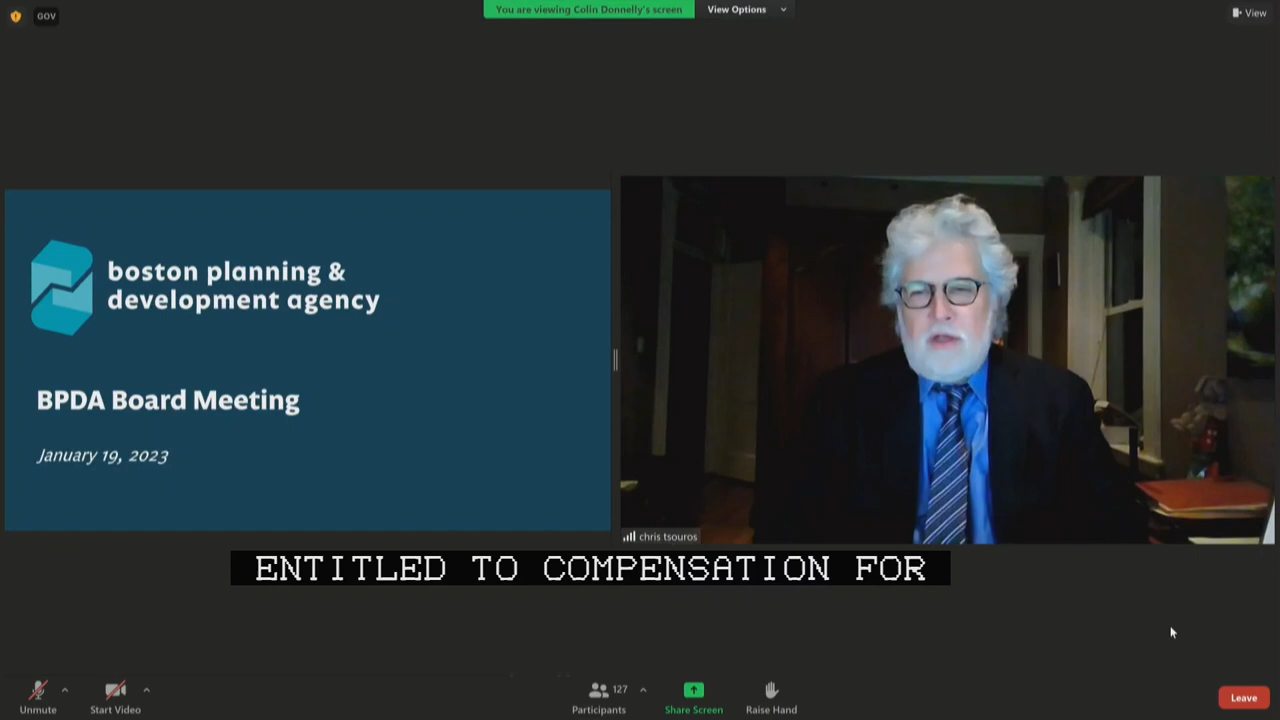 GOV
You are viewing Colin Donnelly's screen
View Options
View
boston planning &
development agency
BPDA Board Meeting
January 19, 2023
chris tsouros
ENTITLED TO COMPENSATION FOR
Unmute
Start Video
127
Participants
Share Screen
Raise Hand
Leave